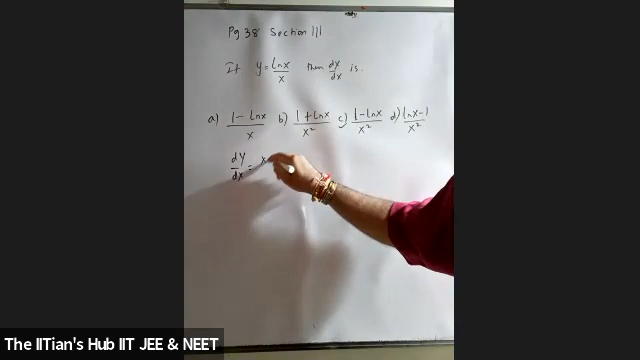 Pg 38 Section III
If y = lnx/x then dy/dx is.
a) 1 - lnx/x b) 1 + lnx/x² c) 1 - lnx/x² d) lnx - 1/x²
dy/dx = x
The IITian's Hub IIT JEE & NEET